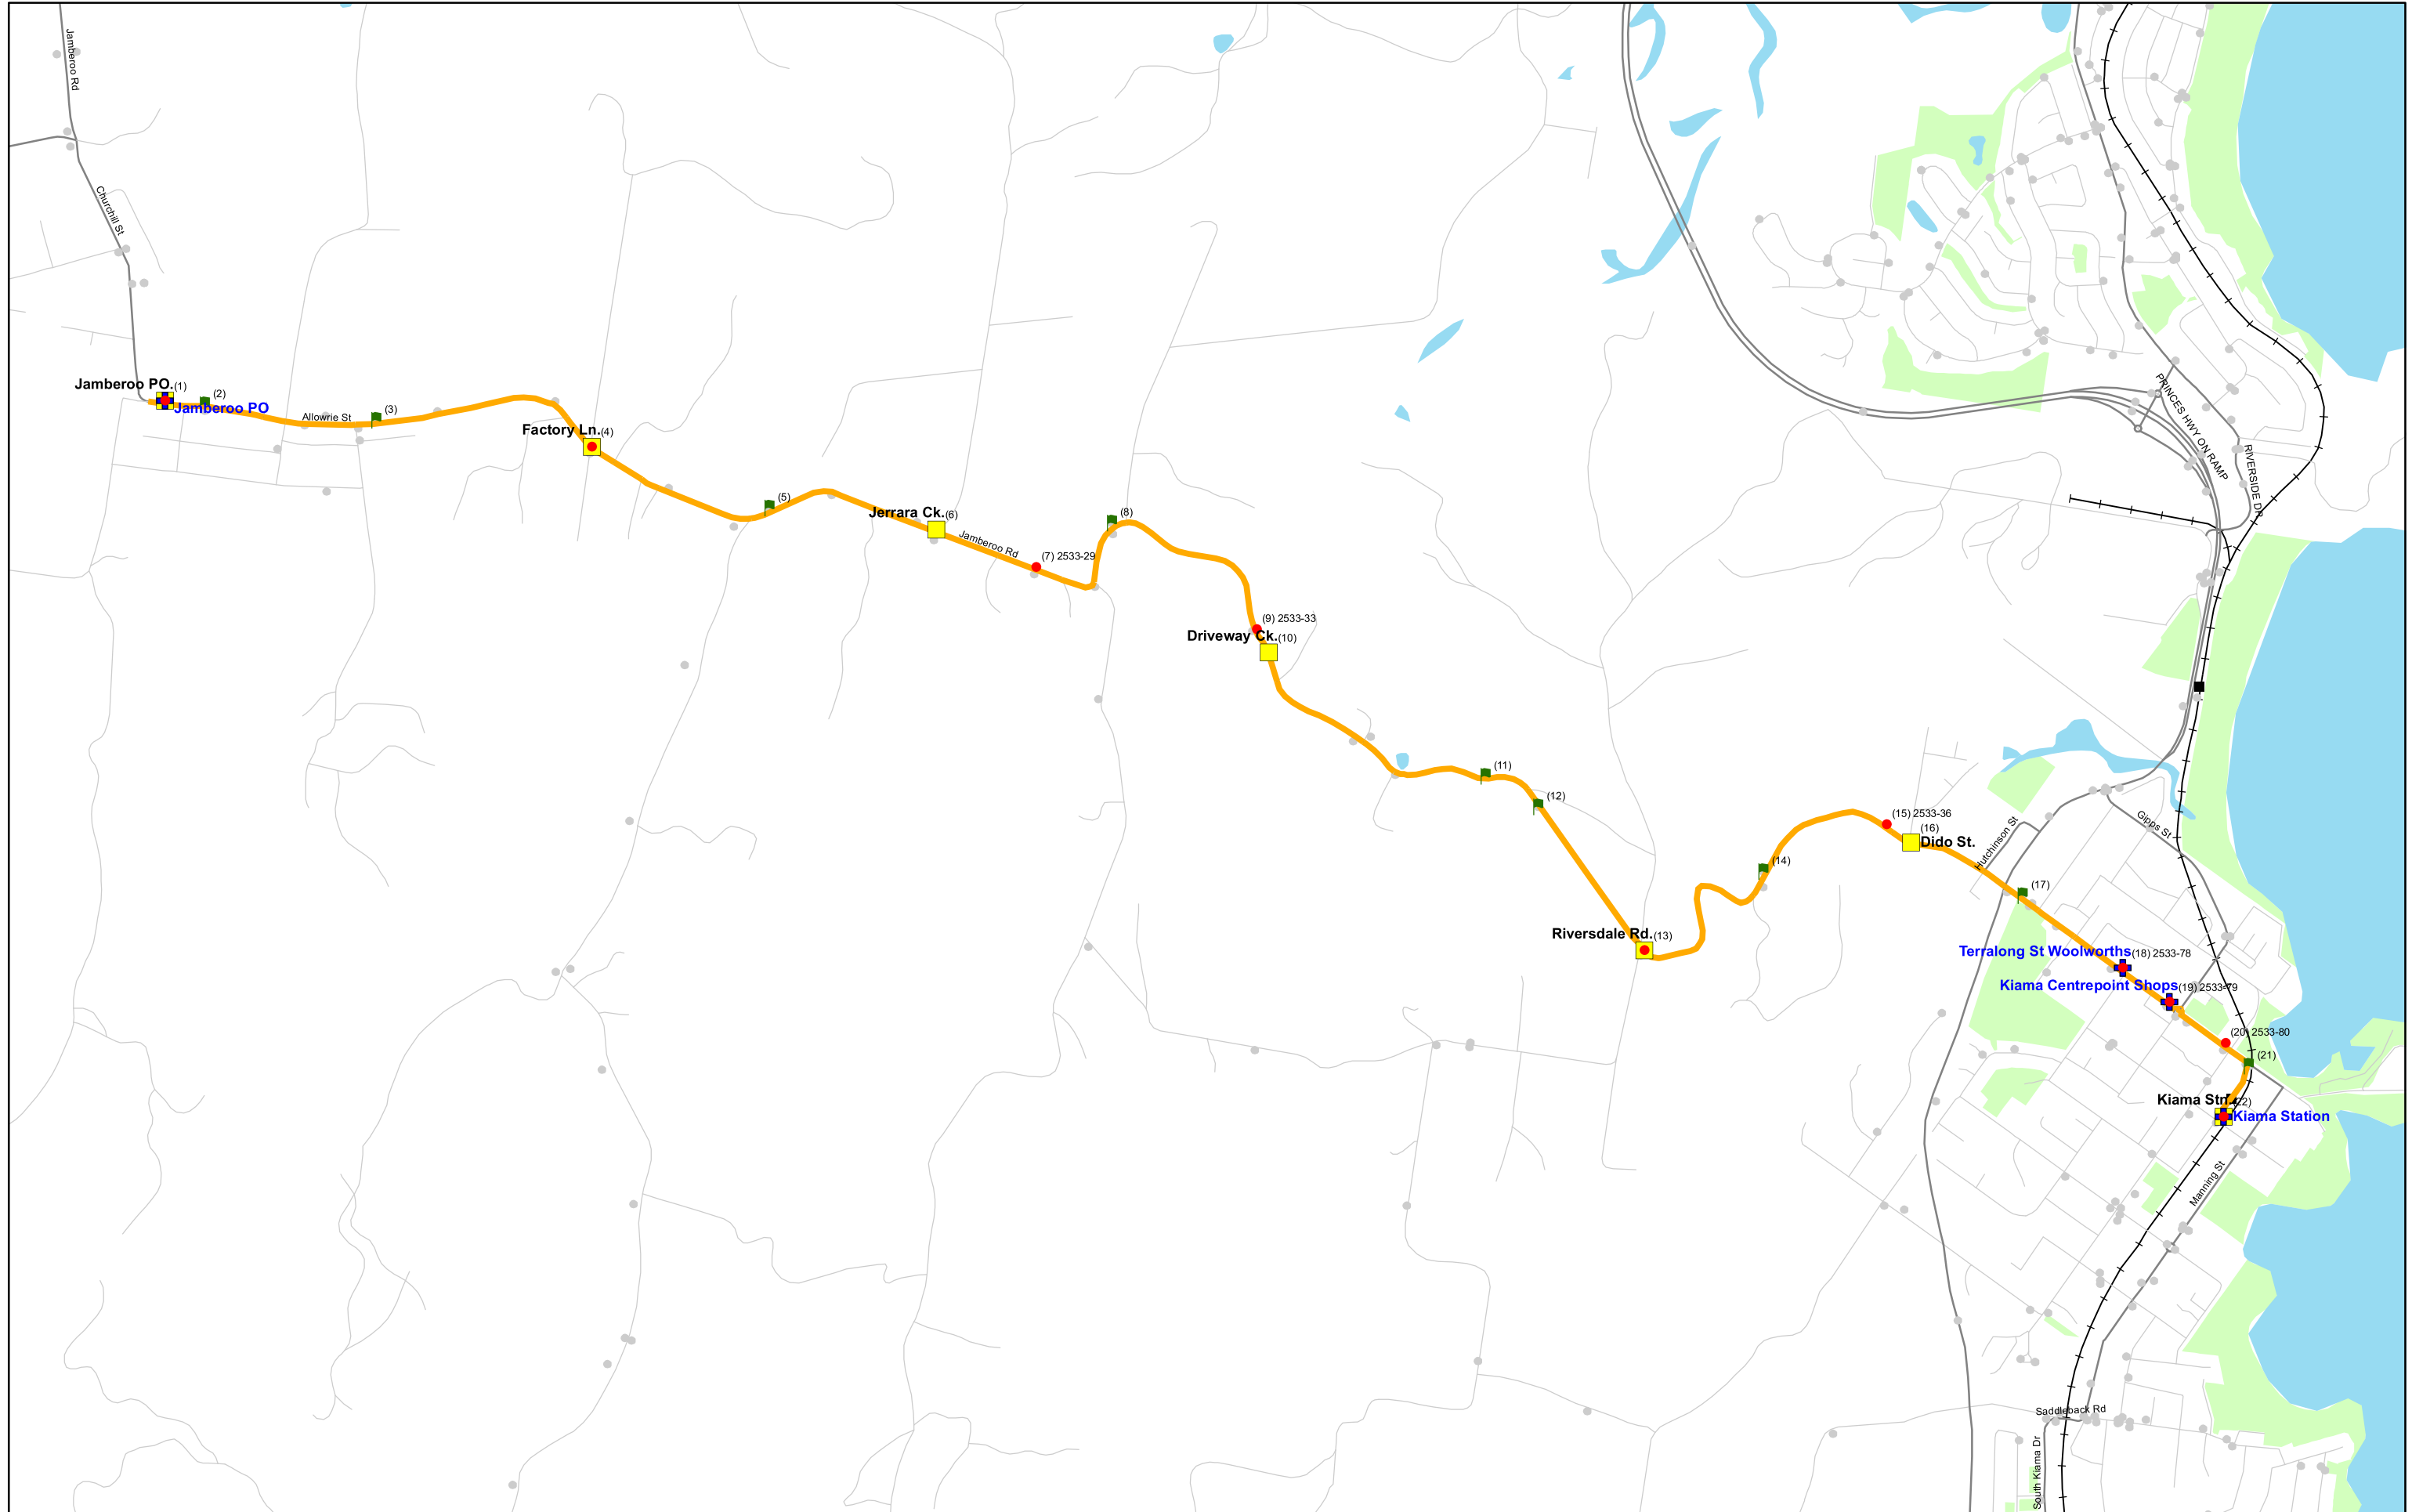 Jamberoo Rd
Churchill St
Jamberoo PO.(1)
Jamberoo PO
(2)
Allowrie St
(3)
Factory Ln.(4)
(5)
Jerrara Ck.(6)
Jamberoo Rd
(7) 2533-29
(8)
(9) 2533-33
Driveway Ck.(10)
(11)
(12)
Riversdale Rd.(13)
(14)
(15) 2533-36
(16)
Dido St.
Hutchinson St
(17)
Gipps St
PRINCES HWY ON RAMP
RIVERSIDE DR
Terralong St Woolworths(18) 2533-78
Kiama Centrepoint Shops(19) 2533-79
(20) 2533-80
(21)
Kiama Stn.(22)
Kiama Station
Manning St
Saddleback Rd
South Kiama Dr